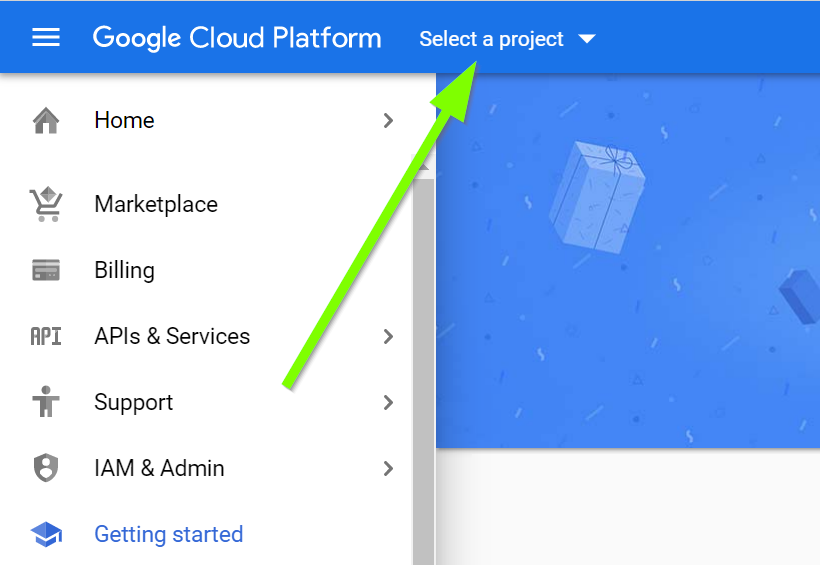 Google Cloud Platform Select a project
Home
Marketplace
Billing
API APIs & Services
Support
IAM & Admin
Getting started